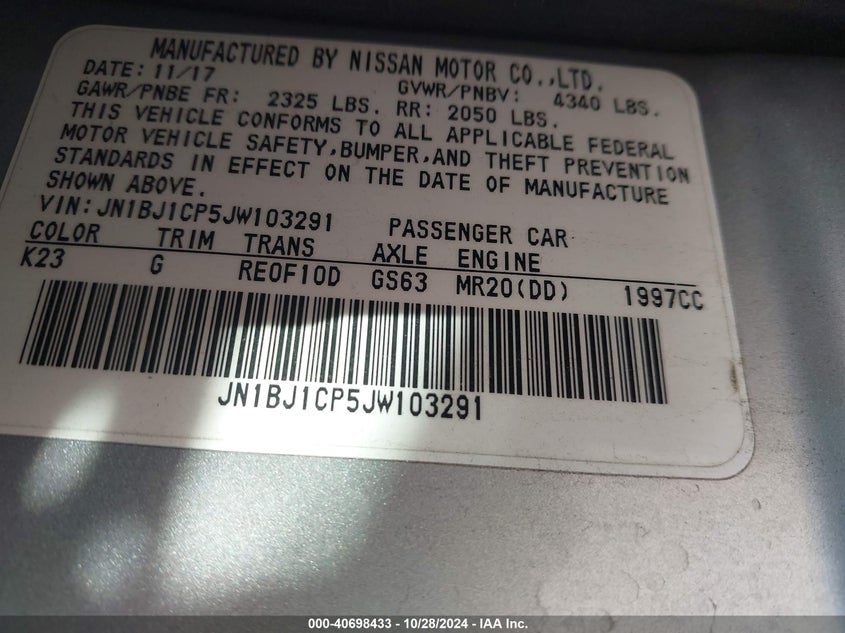 MANUFACTURED BY NISSAN MOTOR CO.,LTD.
DATE: 11/17 GVWR/PNBV: 4340 LBS.
GAWR/PNBE FR: 2325 LBS. RR: 2050 LBS.
THIS VEHICLE CONFORMS TO ALL APPLICABLE FEDERAL
MOTOR VEHICLE SAFETY,BUMPER,AND THEFT PREVENTION
STANDARDS IN EFFECT ON THE DATE OF MANUFACTURE
SHOWN ABOVE.
VIN: JN1BJ1CP5JW103291 PASSENGER CAR
COLOR TRIM TRANS AXLE ENGINE
K23 G RE0F10D GS63 MR20(DD) 1997CC
JN1BJ1CP5JW103291
000-40698433 - 10/28/2024 - IAA Inc.